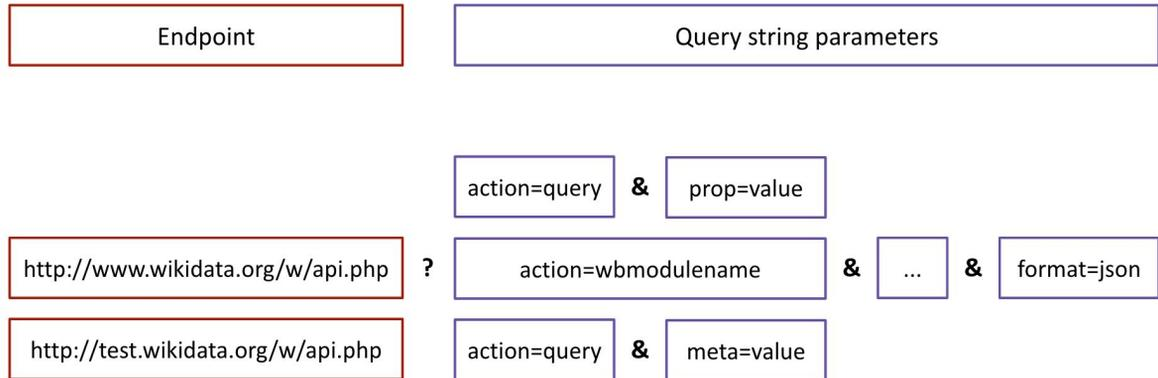 Endpoint Query string parameters
action=query & prop=value
http://www.wikidata.org/w/api.php ? action=wbmodulename & ... & format=json
http://test.wikidata.org/w/api.php action=query & meta=value